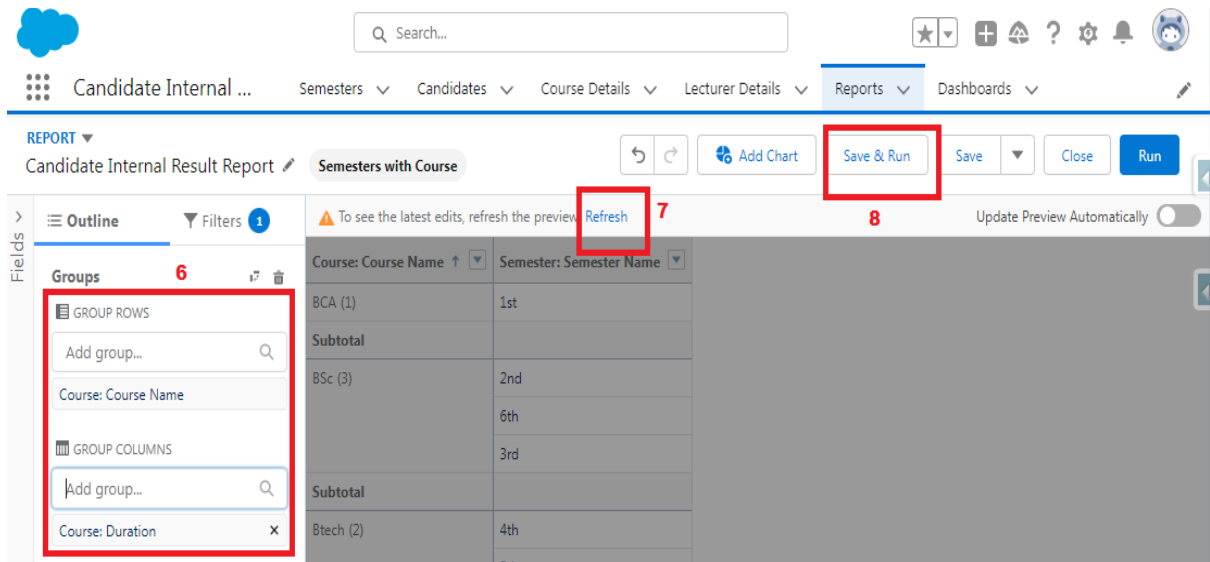 Search...
Candidate Internal ...
Semesters
Candidates
Course Details
Lecturer Details
Reports
Dashboards
REPORT
Candidate Internal Result Report
Semesters with Course
Add Chart
Save & Run
Save
Close
Run
Fields
Outline
Filters 1
To see the latest edits, refresh the preview
Refresh
7
8
Update Preview Automatically
Groups
6
GROUP ROWS
Add group...
Course: Course Name
GROUP COLUMNS
Add group...
Course: Duration
Course: Course Name
Semester: Semester Name
BCA (1)
1st
Subtotal
BSc (3)
2nd
6th
3rd
Subtotal
Btech (2)
4th